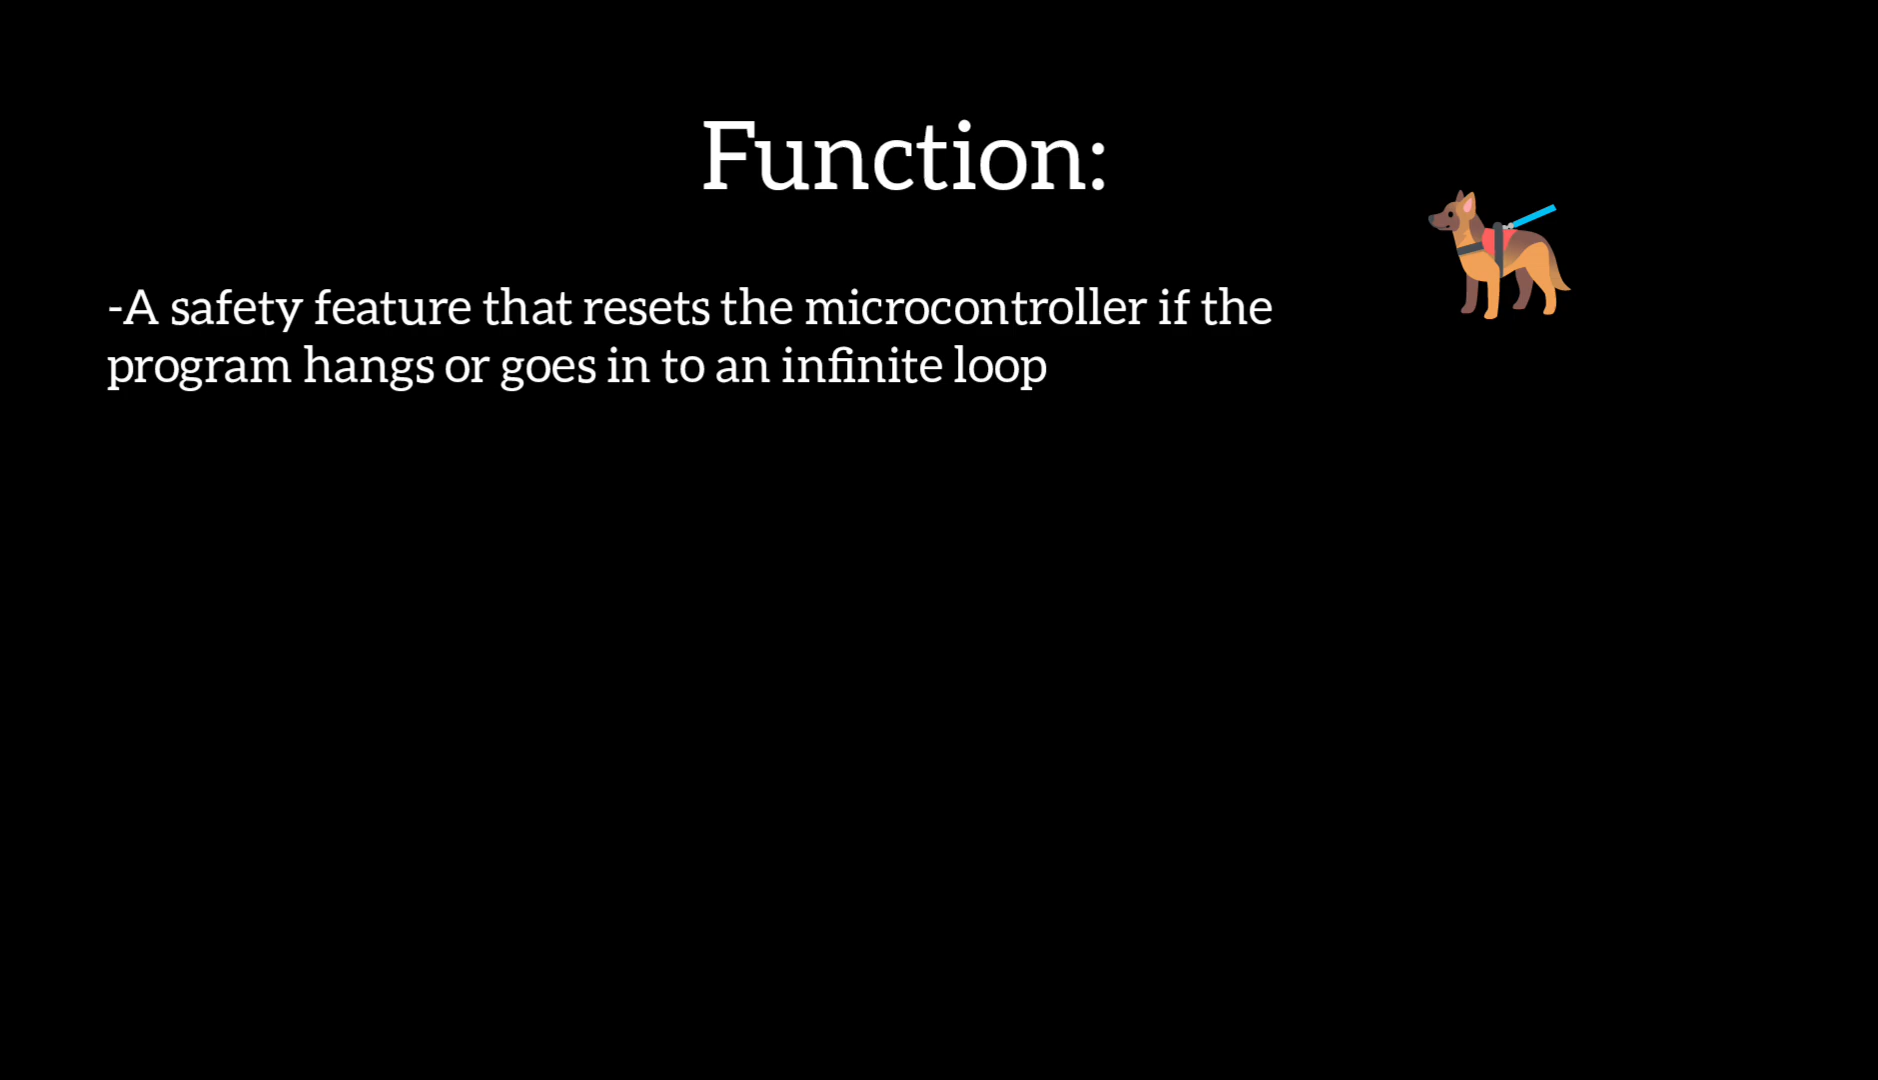 Function:
-A safety feature that resets the microcontroller if the
program hangs or goes in to an infinite loop